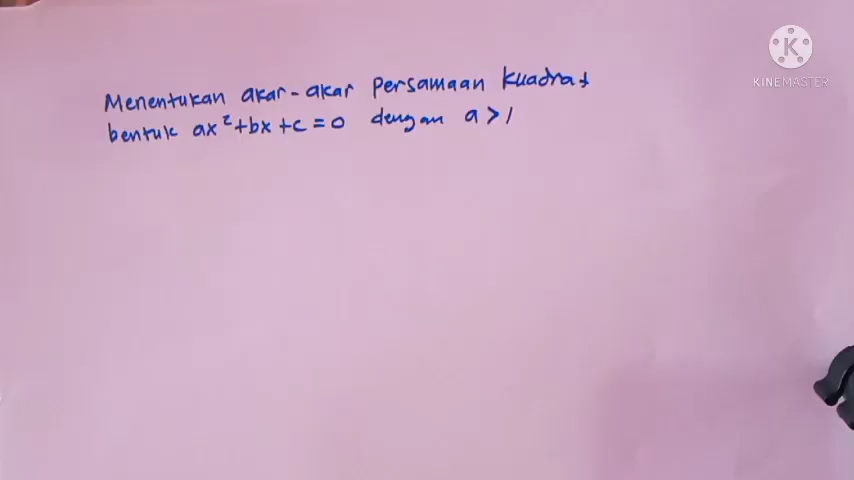 Menentukan akar-akar persamaan kuadrat
bentuk ax²+bx+c=0 dengan a>1
K
KINEMASTER